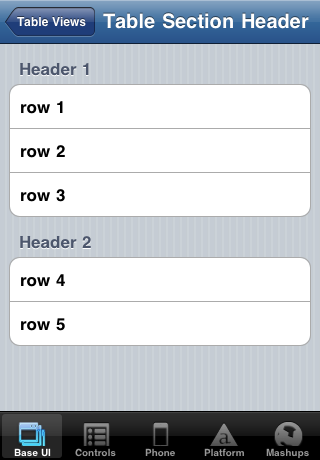 Table Views
Table Section Header
Header 1
row 1
row 2
row 3
Header 2
row 4
row 5
Base UI
Controls
Phone
Platform
Mashups